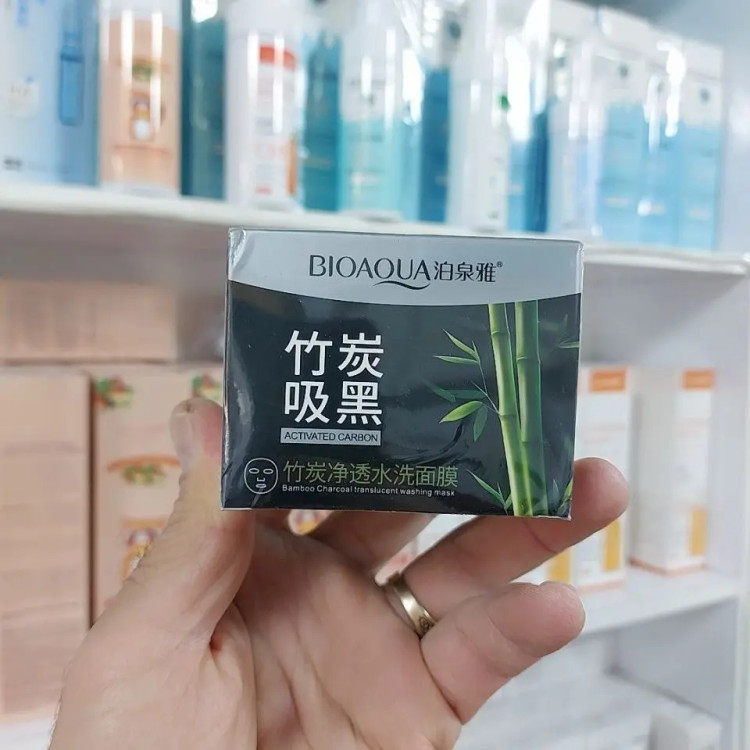 BIOAQUA泊泉雅®
竹炭
吸黑
ACTIVATED CARBON
竹炭净透水洗面膜
Bamboo Charcoal translucent washing mask